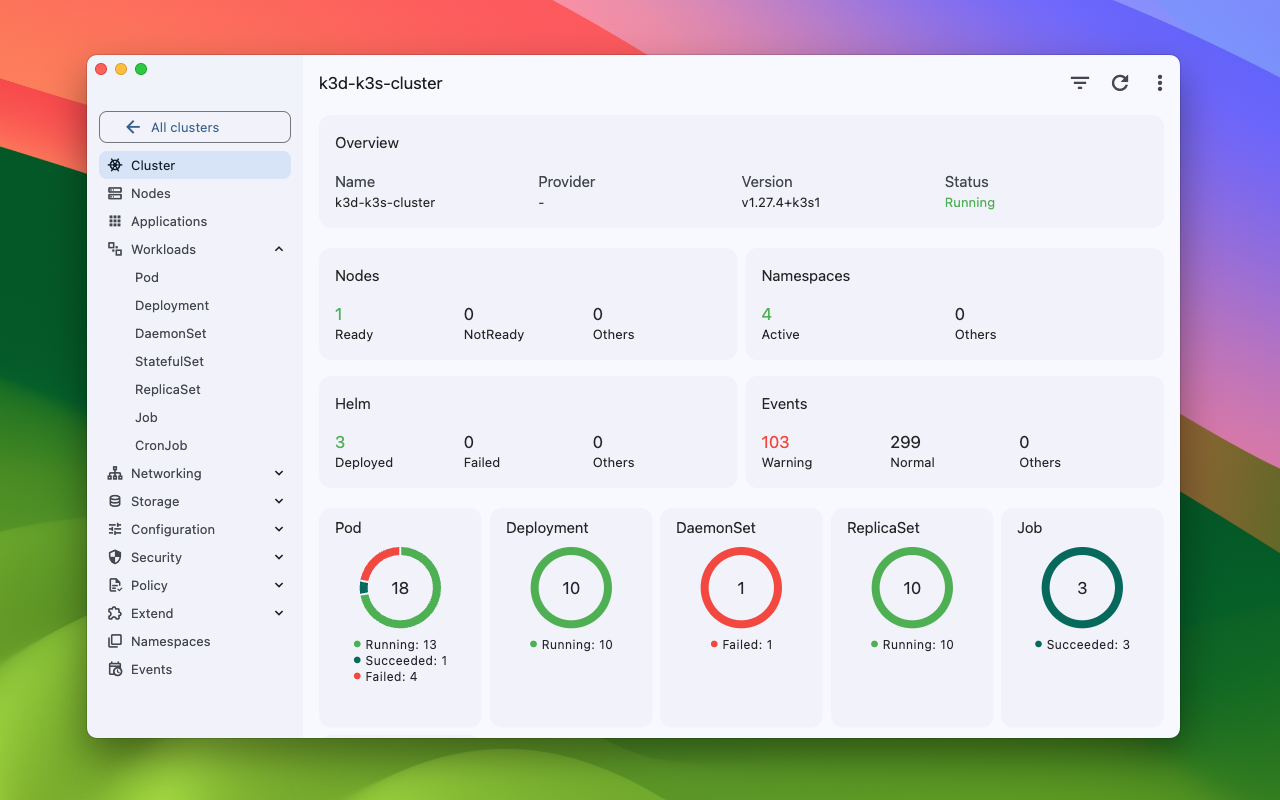 k3d-k3s-cluster
All clusters
Cluster
Nodes
Applications
Workloads
Pod
Deployment
DaemonSet
StatefulSet
ReplicaSet
Job
CronJob
Networking
Storage
Configuration
Security
Policy
Extend
Namespaces
Events
Overview
Name Provider Version Status
k3d-k3s-cluster - v1.27.4+k3s1 Running
Nodes
1 0 0
Ready NotReady Others
Namespaces
4 0
Active Others
Helm
3 0 0
Deployed Failed Others
Events
103 299 0
Warning Normal Others
Pod
18
Running: 13
Succeeded: 1
Failed: 4
Deployment
10
Running: 10
DaemonSet
1
Failed: 1
ReplicaSet
10
Running: 10
Job
3
Succeeded: 3